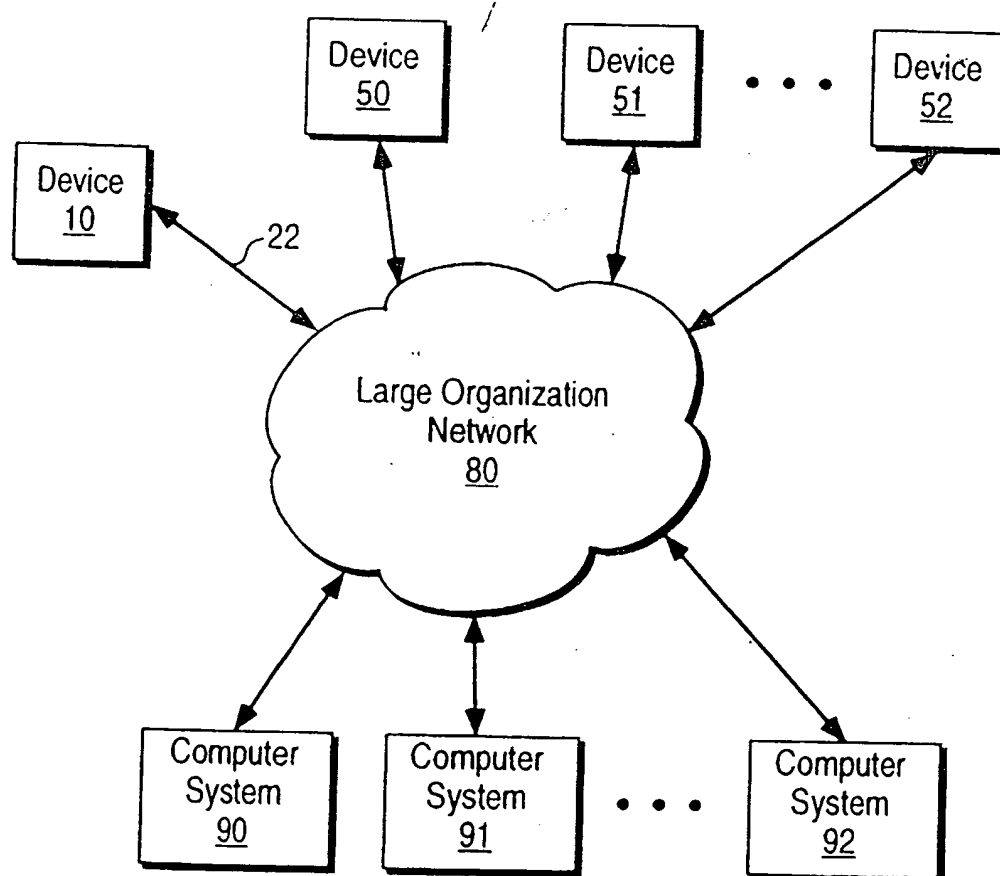 Device
50
Device
51
Device
52
Device
10
22
Large Organization
Network
80
Computer
System
90
Computer
System
91
Computer
System
92